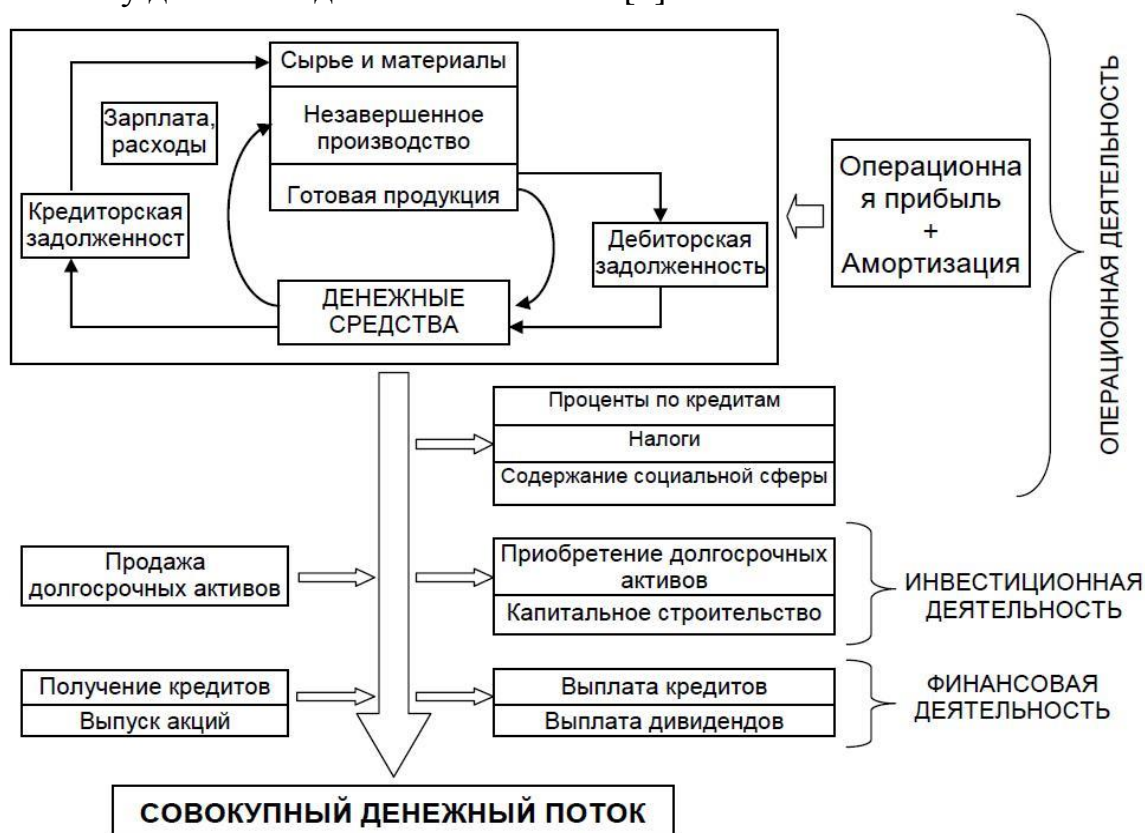 Сырье и материалы
Зарплата,
расходы
Незавершенное
производство
Готовая продукция
Кредиторская
задолженност
Дебиторская
задолженность
ДЕНЕЖНЫЕ
СРЕДСТВА
Операционна
я прибыль
+
Амортизация
ОПЕРАЦИОННАЯ ДЕЯТЕЛЬНОСТЬ
Проценты по кредитам
Налоги
Содержание социальной сферы
Продажа
долгосрочных активов
Приобретение долгосрочных
активов
Капитальное строительство
ИНВЕСТИЦИОННАЯ
ДЕЯТЕЛЬНОСТЬ
Получение кредитов
Выпуск акций
Выплата кредитов
Выплата дивидендов
ФИНАНСОВАЯ
ДЕЯТЕЛЬНОСТЬ
СОВОКУПНЫЙ ДЕНЕЖНЫЙ ПОТОК